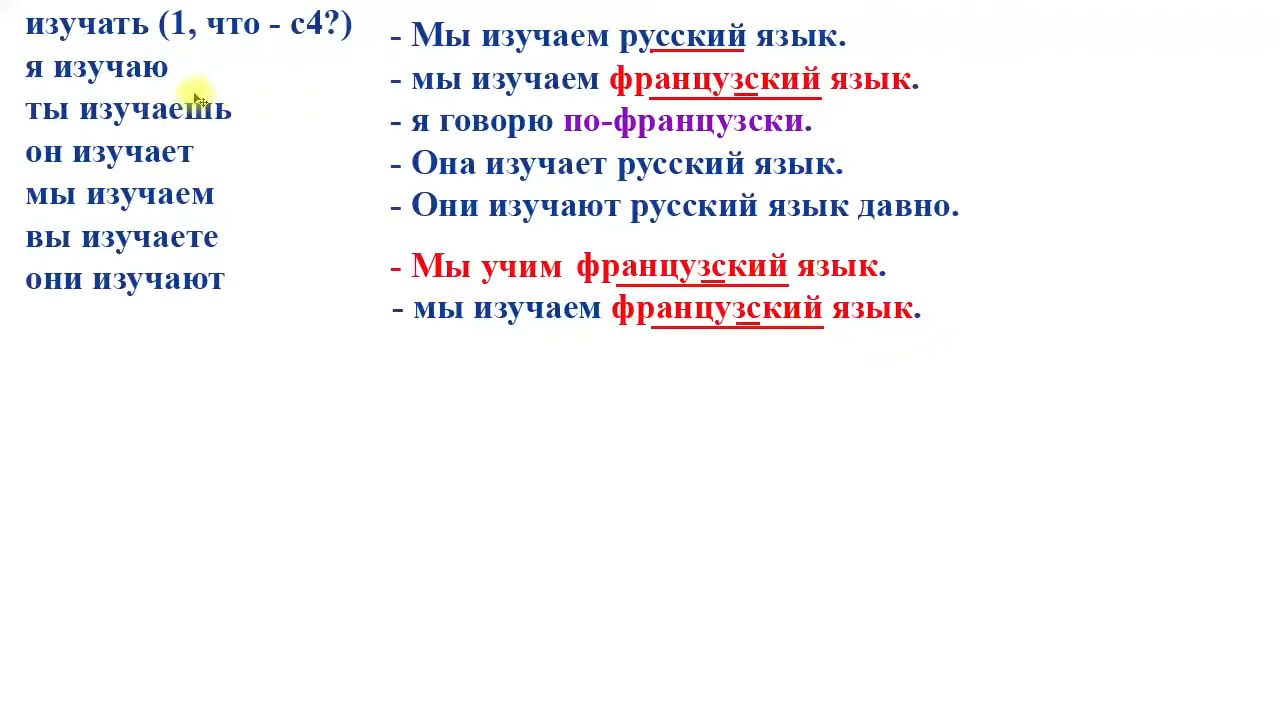 изучать (1, что - с4?)
я изучаю
ты изучаешь
он изучает
мы изучаем
вы изучаете
они изучают
- Мы изучаем русский язык.
- мы изучаем французский язык.
- я говорю по-французски.
- Она изучает русский язык.
- Они изучают русский язык давно.
- Мы учим французский язык.
- мы изучаем французский язык.